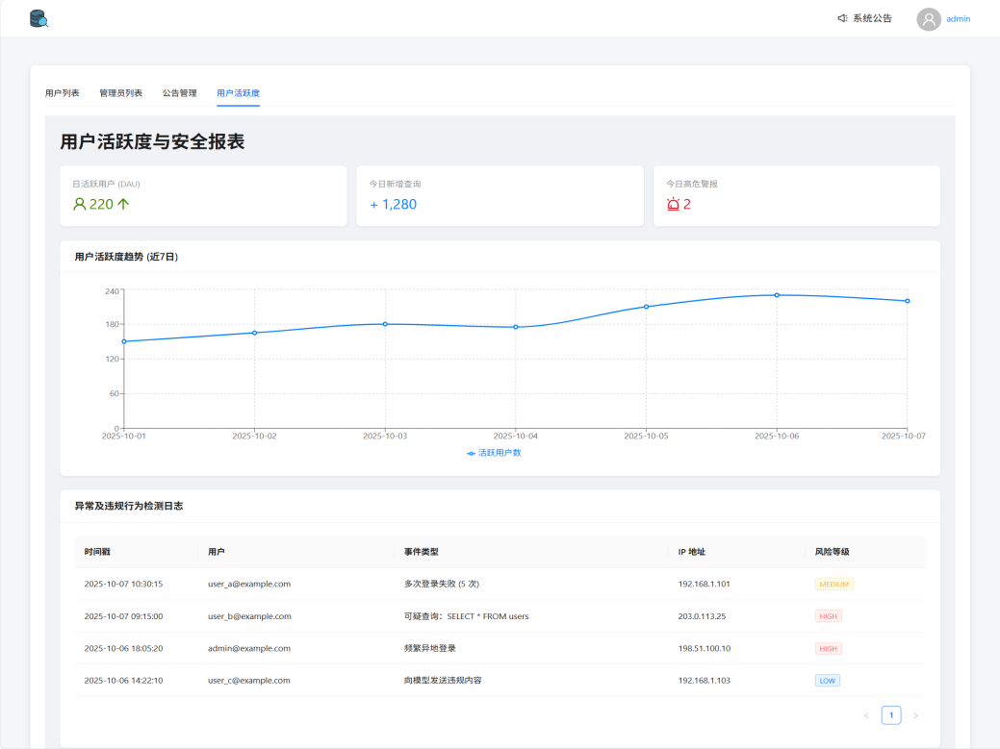 系统公告 admin
用户列表 管理员列表 公告管理 用户活跃度
用户活跃度与安全报表
日活跃用户 (DAU) 今日新增查询 今日高危警报
220 + 1,280 2
用户活跃度趋势 (近7日)
240
180
120
60
0
2025-10-01 2025-10-02 2025-10-03 2025-10-04 2025-10-05 2025-10-06 2025-10-07
活跃用户数
异常及违规行为检测日志
时间戳 用户 事件类型 IP 地址 风险等级
2025-10-07 10:30:15 user_a@example.com 多次登录失败 (5 次) 192.168.1.101 MEDIUM
2025-10-07 09:15:00 user_b@example.com 可疑查询：SELECT * FROM users 203.0.113.25 HIGH
2025-10-06 18:05:20 admin@example.com 频繁异地登录 198.51.100.10 HIGH
2025-10-06 14:22:10 user_c@example.com 向模型发送违规内容 192.168.1.103 LOW
< 1 >